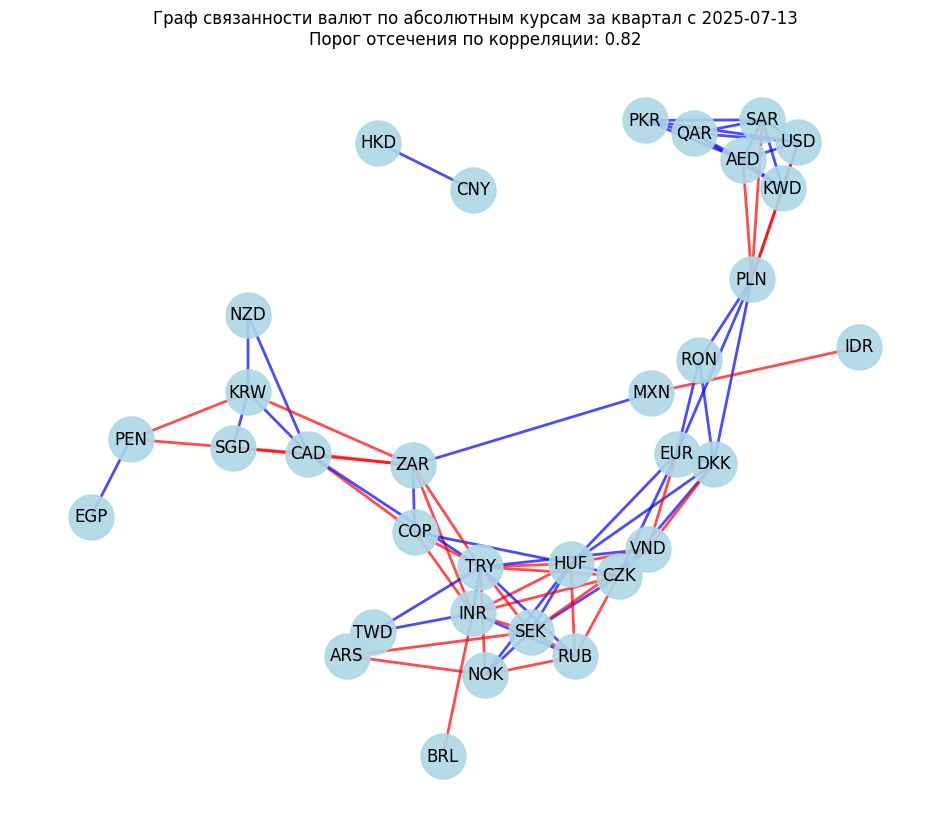 Граф связанности валют по абсолютным курсам за квартал с 2025-07-13
Порог отсечения по корреляции: 0.82
PKR
QAR
SAR
USD
HKD
AED
CNY
KWD
PLN
NZD
IDR
RON
KRW
MXN
PEN
SGD
CAD
ZAR
EUR
DKK
EGP
COP
VND
TRY
HUF
CZK
INR
TWD
SEK
ARS
RUB
NOK
BRL